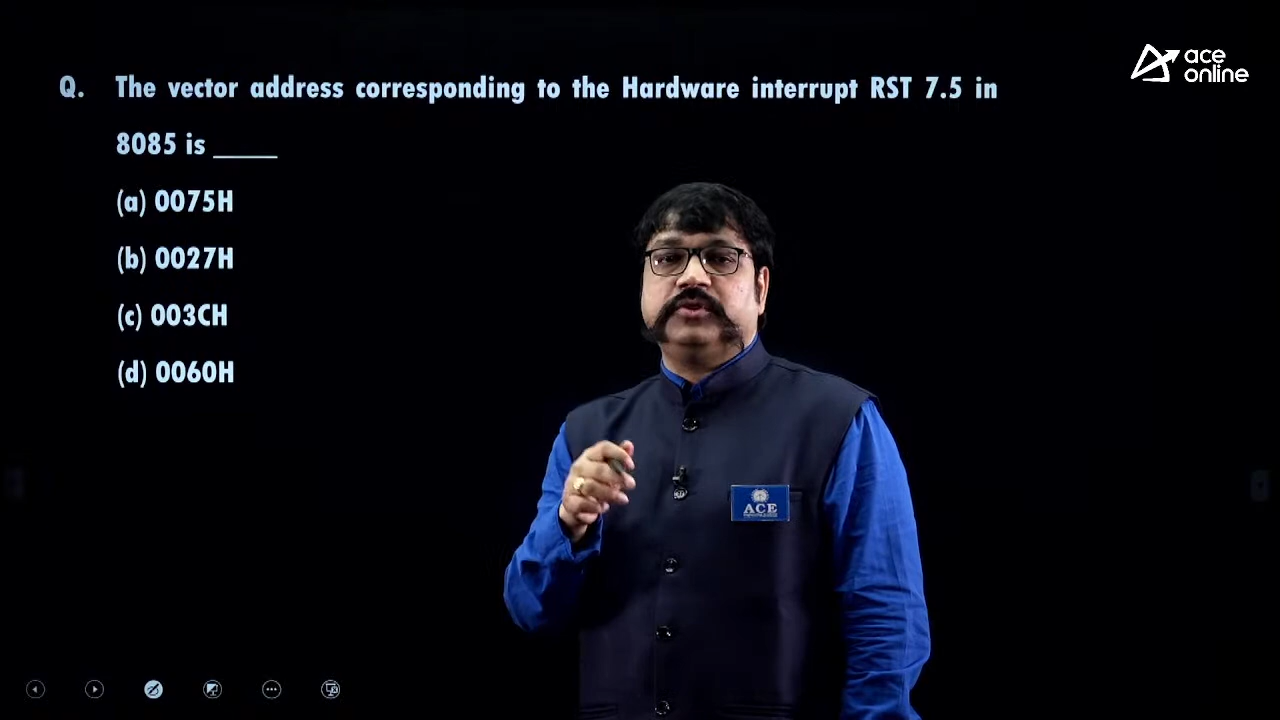 ace
online
Q. The vector address corresponding to the Hardware interrupt RST 7.5 in
8085 is _____
(a) 0075H
(b) 0027H
(c) 003CH
(d) 0060H
ACE